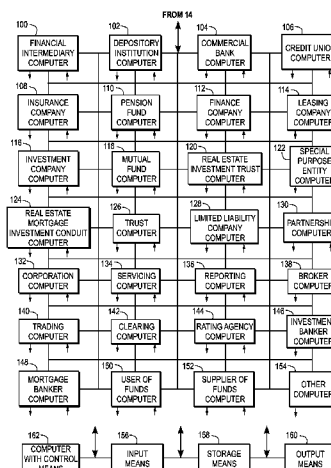 FROM 14
100
102
104
106
FINANCIAL
INTERMEDIARY
COMPUTER
DEPOSITORY
INSTITUTION
COMPUTER
COMMERCIAL
BANK
COMPUTER
CREDIT UNIO
COMPUTER
108
110
112
114
INSURANCE
COMPANY
COMPUTER
PENSION
FUND
COMPUTER
FINANCE
COMPANY
COMPUTER
LEASING
COMPANY
COMPUTER
116
118
120
122
INVESTMENT
COMPANY
COMPUTER
MUTUAL
FUND
COMPUTER
REAL ESTATE
INVESTMENT TRUST
COMPUTER
SPECIAL
PURPOSE
ENTITY
COMPUTER
124
126
128
130
REAL ESTATE
MORTGAGE
INVESTMENT CONDUIT
COMPUTER
TRUST
COMPUTER
LIMITED LIABILITY
COMPANY
COMPUTER
PARTNERSHI
COMPUTER
132
134
136
138
CORPORATION
COMPUTER
SERVICING
COMPUTER
REPORTING
COMPUTER
BROKER
COMPUTER
140
142
144
146
TRADING
COMPUTER
CLEARING
COMPUTER
RATING AGENCY
COMPUTER
INVESTMEN
BANKER
COMPUTER
148
150
152
154
MORTGAGE
BANKER
COMPUTER
USER OF
FUNDS
COMPUTER
SUPPLIER OF
FUNDS
COMPUTER
OTHER
COMPUTER
162
156
158
160
COMPUTER
WITH CONTROL
MEANS
INPUT
MEANS
STORAGE
MEANS
OUTPUT
MEANS